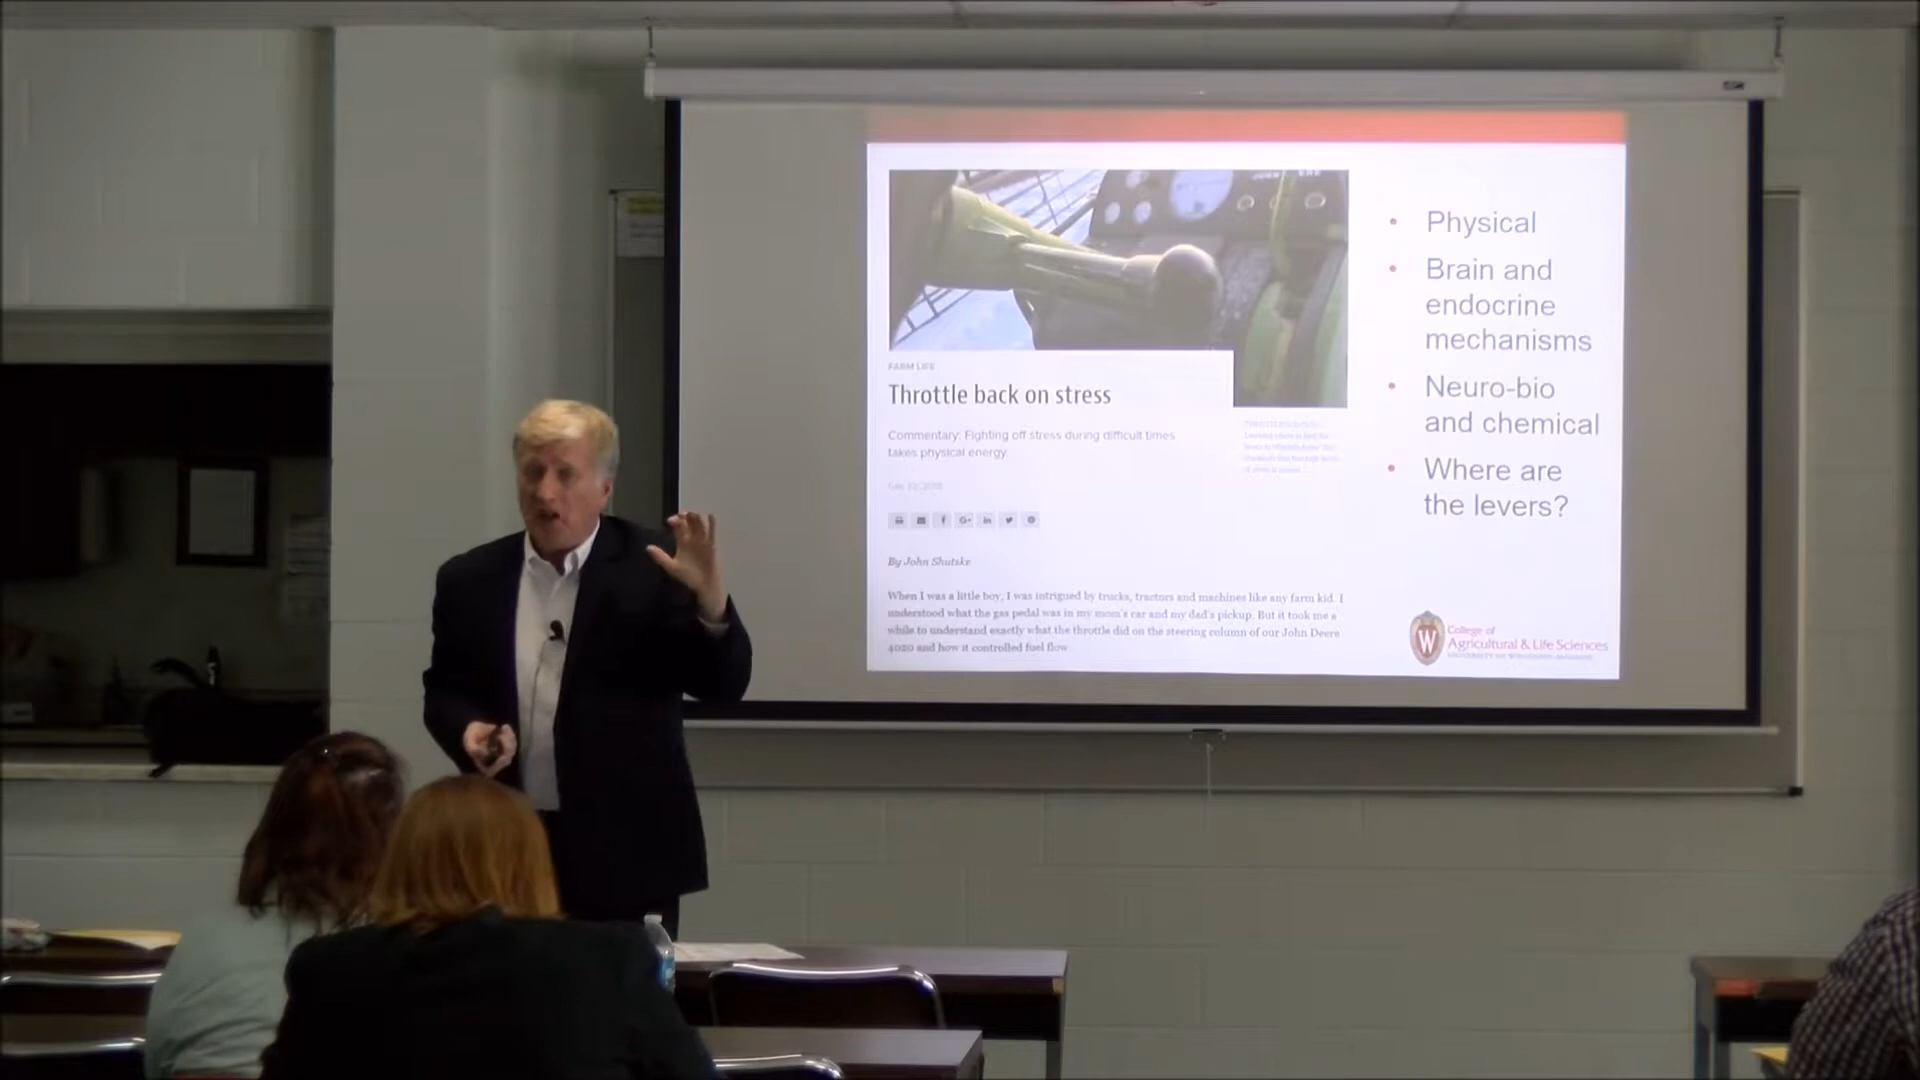 FARM LIFE
Throttle back on stress
Commentary: Fighting off stress during difficult times
takes physical energy.
By John Shutske
When I was a little boy, I was intrigued by trucks, tractors and machines like any farm kid. I
understood what the gas pedal was in my mom's car and my dad's pickup. But it took me a
while to understand exactly what the throttle did on the steering column of our John Deere
4020 and how it controlled fuel flow
• Physical
• Brain and
endocrine
mechanisms
• Neuro-bio
and chemical
• Where are
the levers?
W
College of
Agricultural & Life Sciences
UNIVERSITY OF WISCONSIN-MADISON